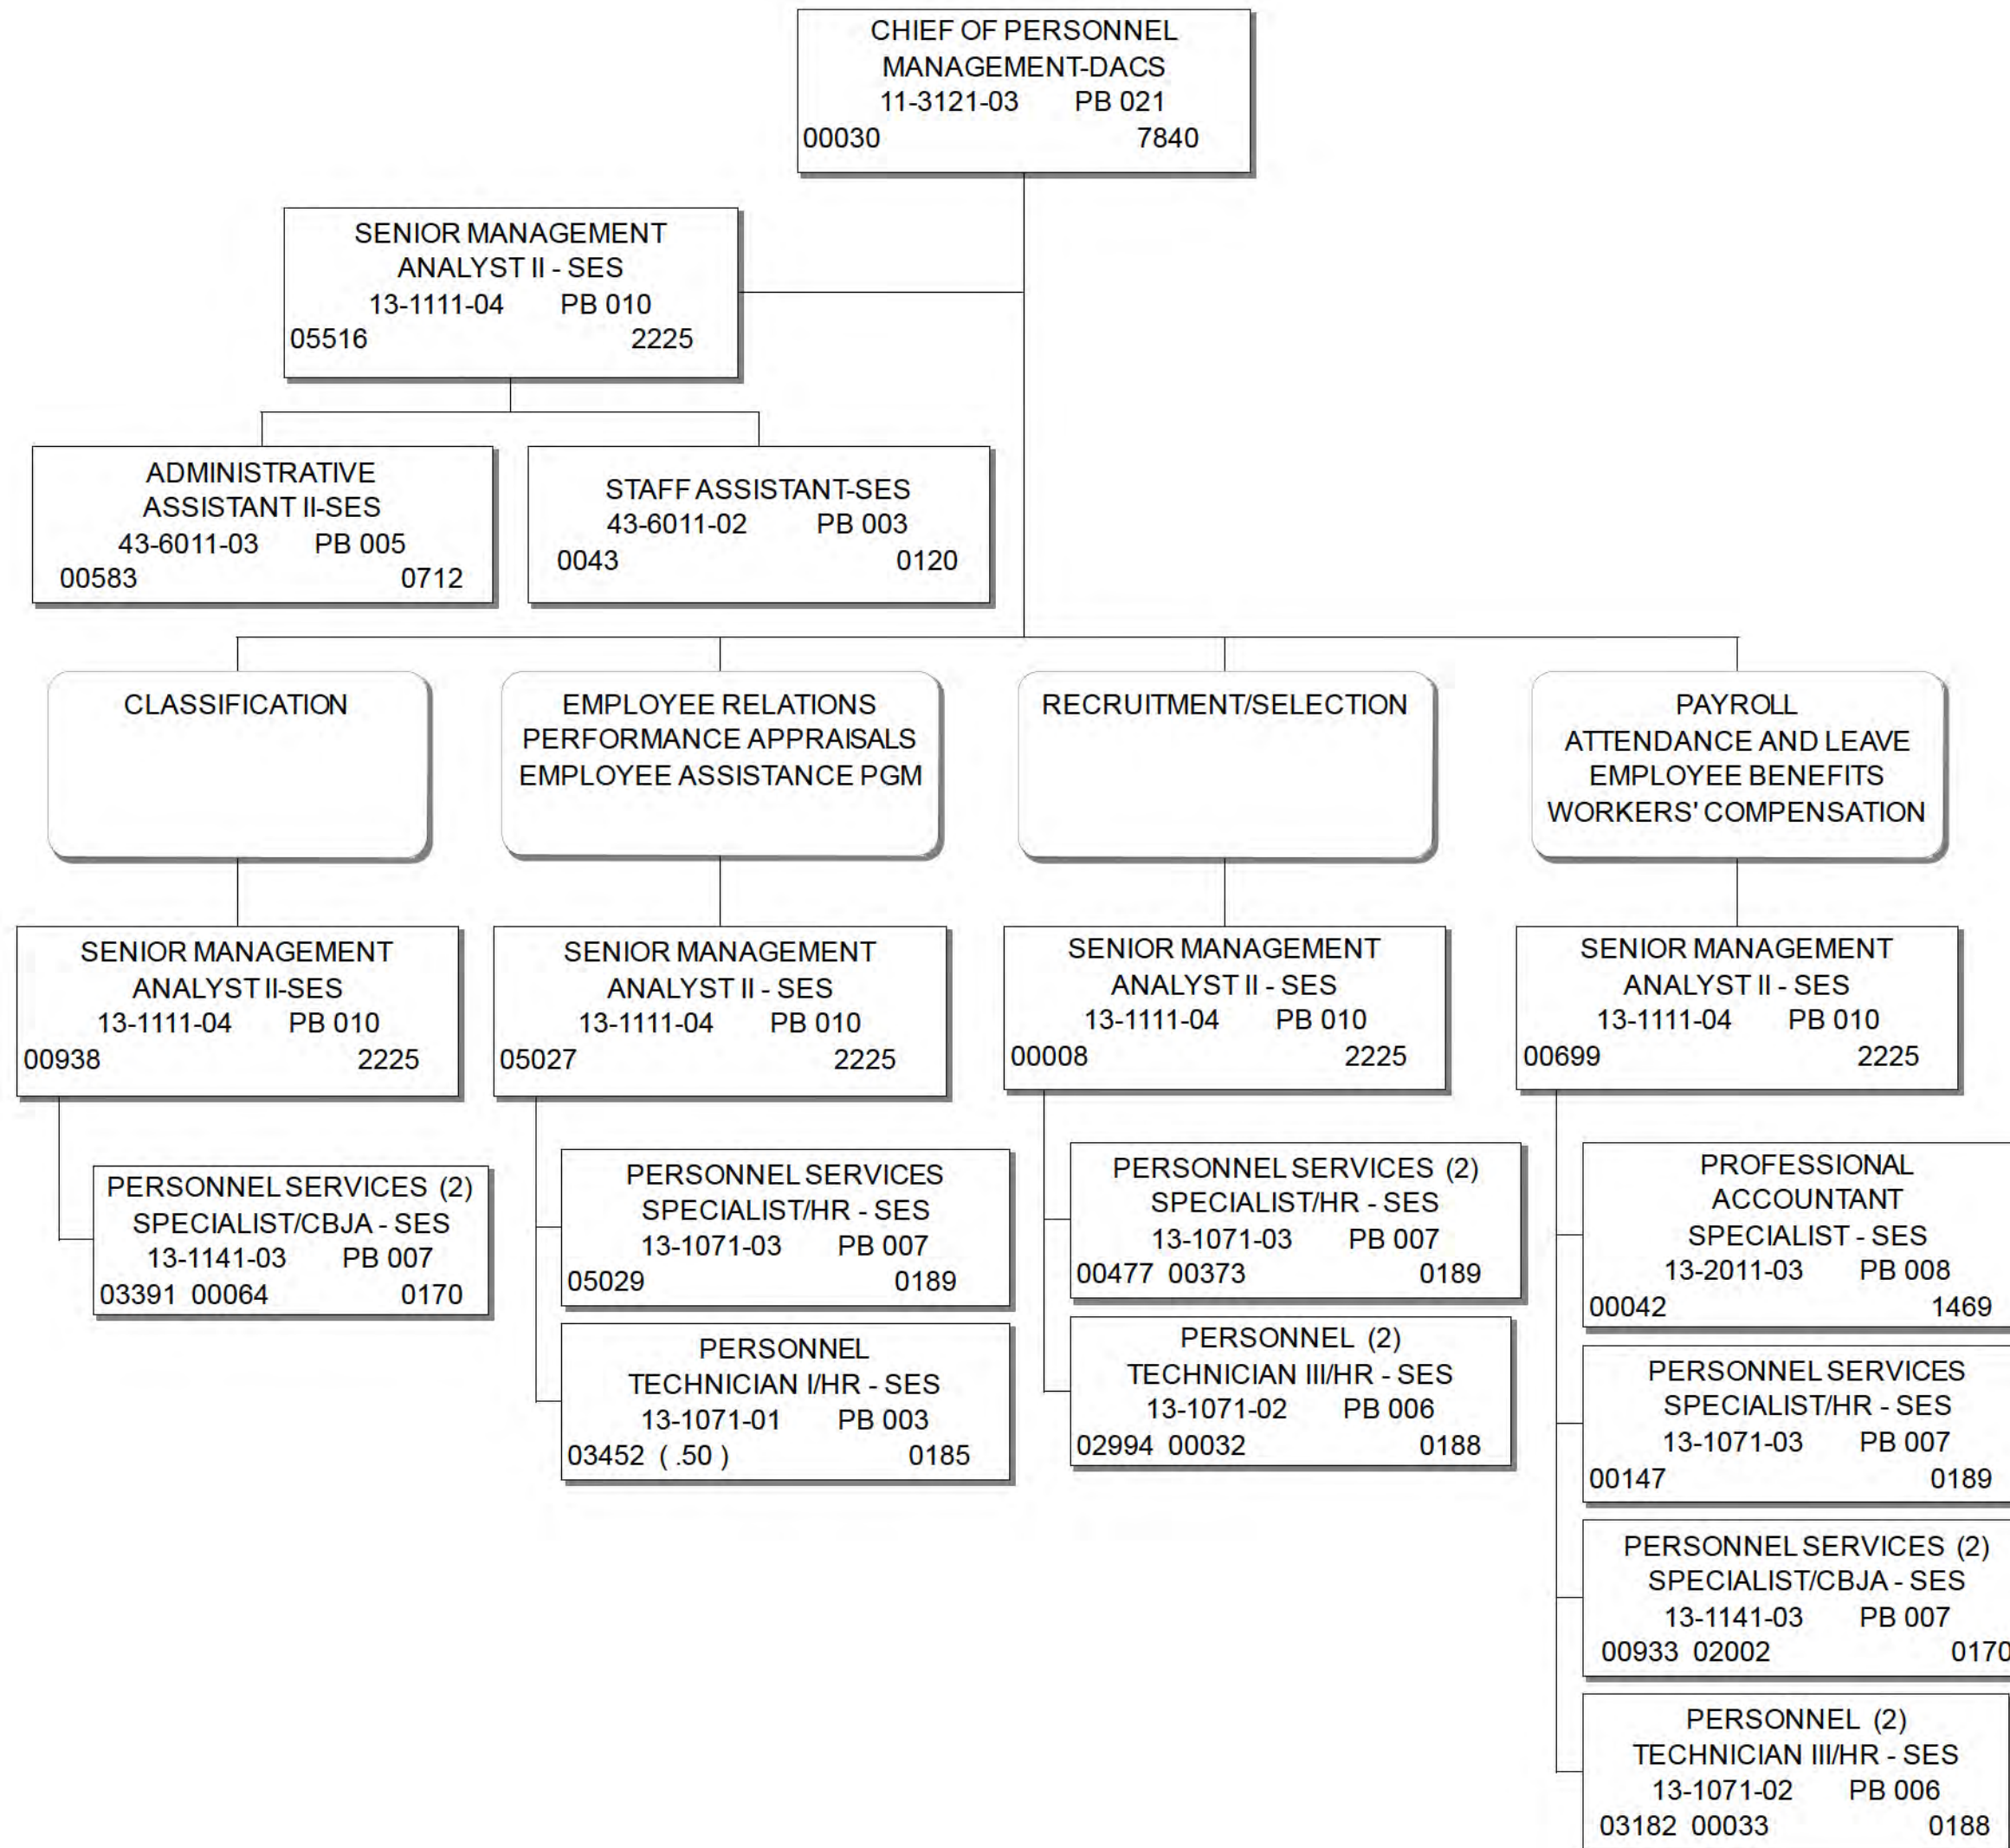 CHIEF OF PERSONNEL
MANAGEMENT-DACS
11-3121-03 PB 021
00030 7840
SENIOR MANAGEMENT
ANALYST II - SES
13-1111-04 PB 010
05516 2225
ADMINISTRATIVE
ASSISTANT II-SES
43-6011-03 PB 005
00583 0712
STAFF ASSISTANT-SES
43-6011-02 PB 003
0043 0120
CLASSIFICATION
EMPLOYEE RELATIONS
PERFORMANCE APPRAISALS
EMPLOYEE ASSISTANCE PGM
RECRUITMENT/SELECTION
PAYROLL
ATTENDANCE AND LEAVE
EMPLOYEE BENEFITS
WORKERS' COMPENSATION
SENIOR MANAGEMENT
ANALYST II-SES
13-1111-04 PB 010
00938 2225
SENIOR MANAGEMENT
ANALYST II - SES
13-1111-04 PB 010
05027 2225
SENIOR MANAGEMENT
ANALYST II - SES
13-1111-04 PB 010
00008 2225
SENIOR MANAGEMENT
ANALYST II - SES
13-1111-04 PB 010
00699 2225
PERSONNEL SERVICES (2)
SPECIALIST/CBJA - SES
13-1141-03 PB 007
03391 00064 0170
PERSONNEL SERVICES
SPECIALIST/HR - SES
13-1071-03 PB 007
05029 0189
PERSONNEL
TECHNICIAN I/HR - SES
13-1071-01 PB 003
03452 ( .50 ) 0185
PERSONNEL SERVICES (2)
SPECIALIST/HR - SES
13-1071-03 PB 007
00477 00373 0189
PERSONNEL (2)
TECHNICIAN III/HR - SES
13-1071-02 PB 006
02994 00032 0188
PROFESSIONAL
ACCOUNTANT
SPECIALIST - SES
13-2011-03 PB 008
00042 1469
PERSONNEL SERVICES
SPECIALIST/HR - SES
13-1071-03 PB 007
00147 0189
PERSONNEL SERVICES (2)
SPECIALIST/CBJA - SES
13-1141-03 PB 007
00933 02002 0170
PERSONNEL (2)
TECHNICIAN III/HR - SES
13-1071-02 PB 006
03182 00033 0188